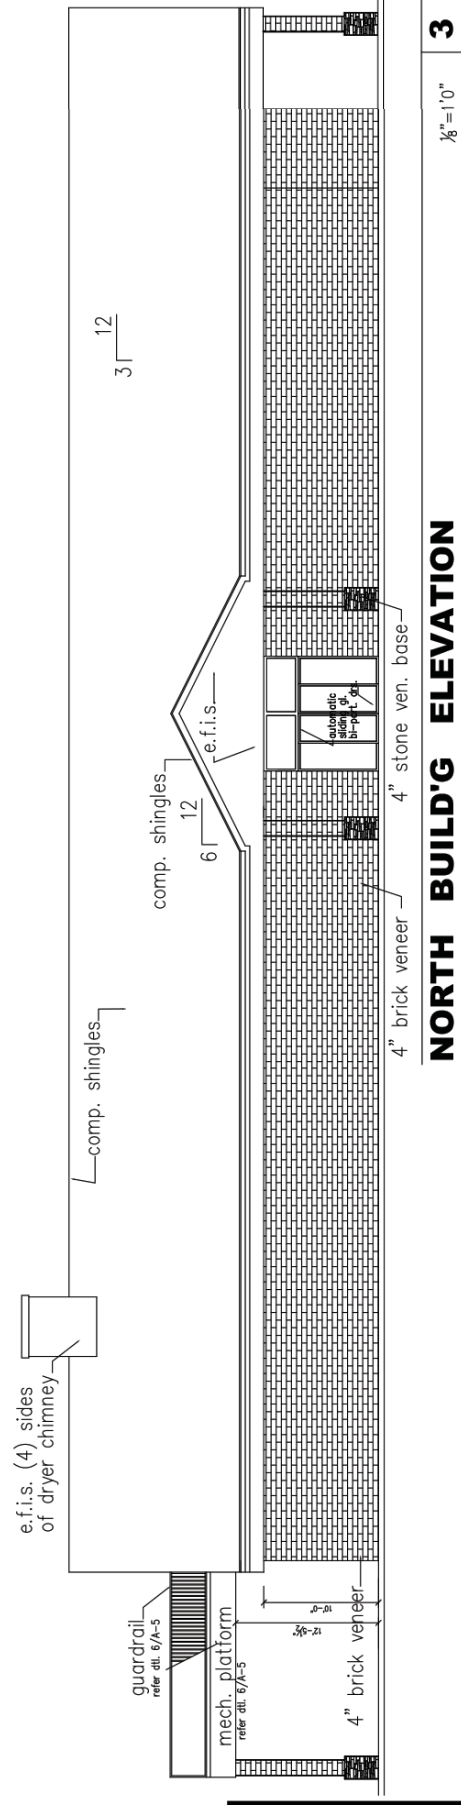 e.f.i.s. (4) sides
of dryer chimney
comp. shingles
comp. shingles
12
6
e.f.i.s.
12
3
guardrail
refer dtl. 6/A-5
mech. platform
refer dtl. 6/A-5
12'-5½"
10'-0"
automatic
sliding gl.
bi-part. drs.
4" brick veneer
4" brick veneer
4" stone ven. base
NORTH BUILD'G ELEVATION
3
⅛"=1'0"